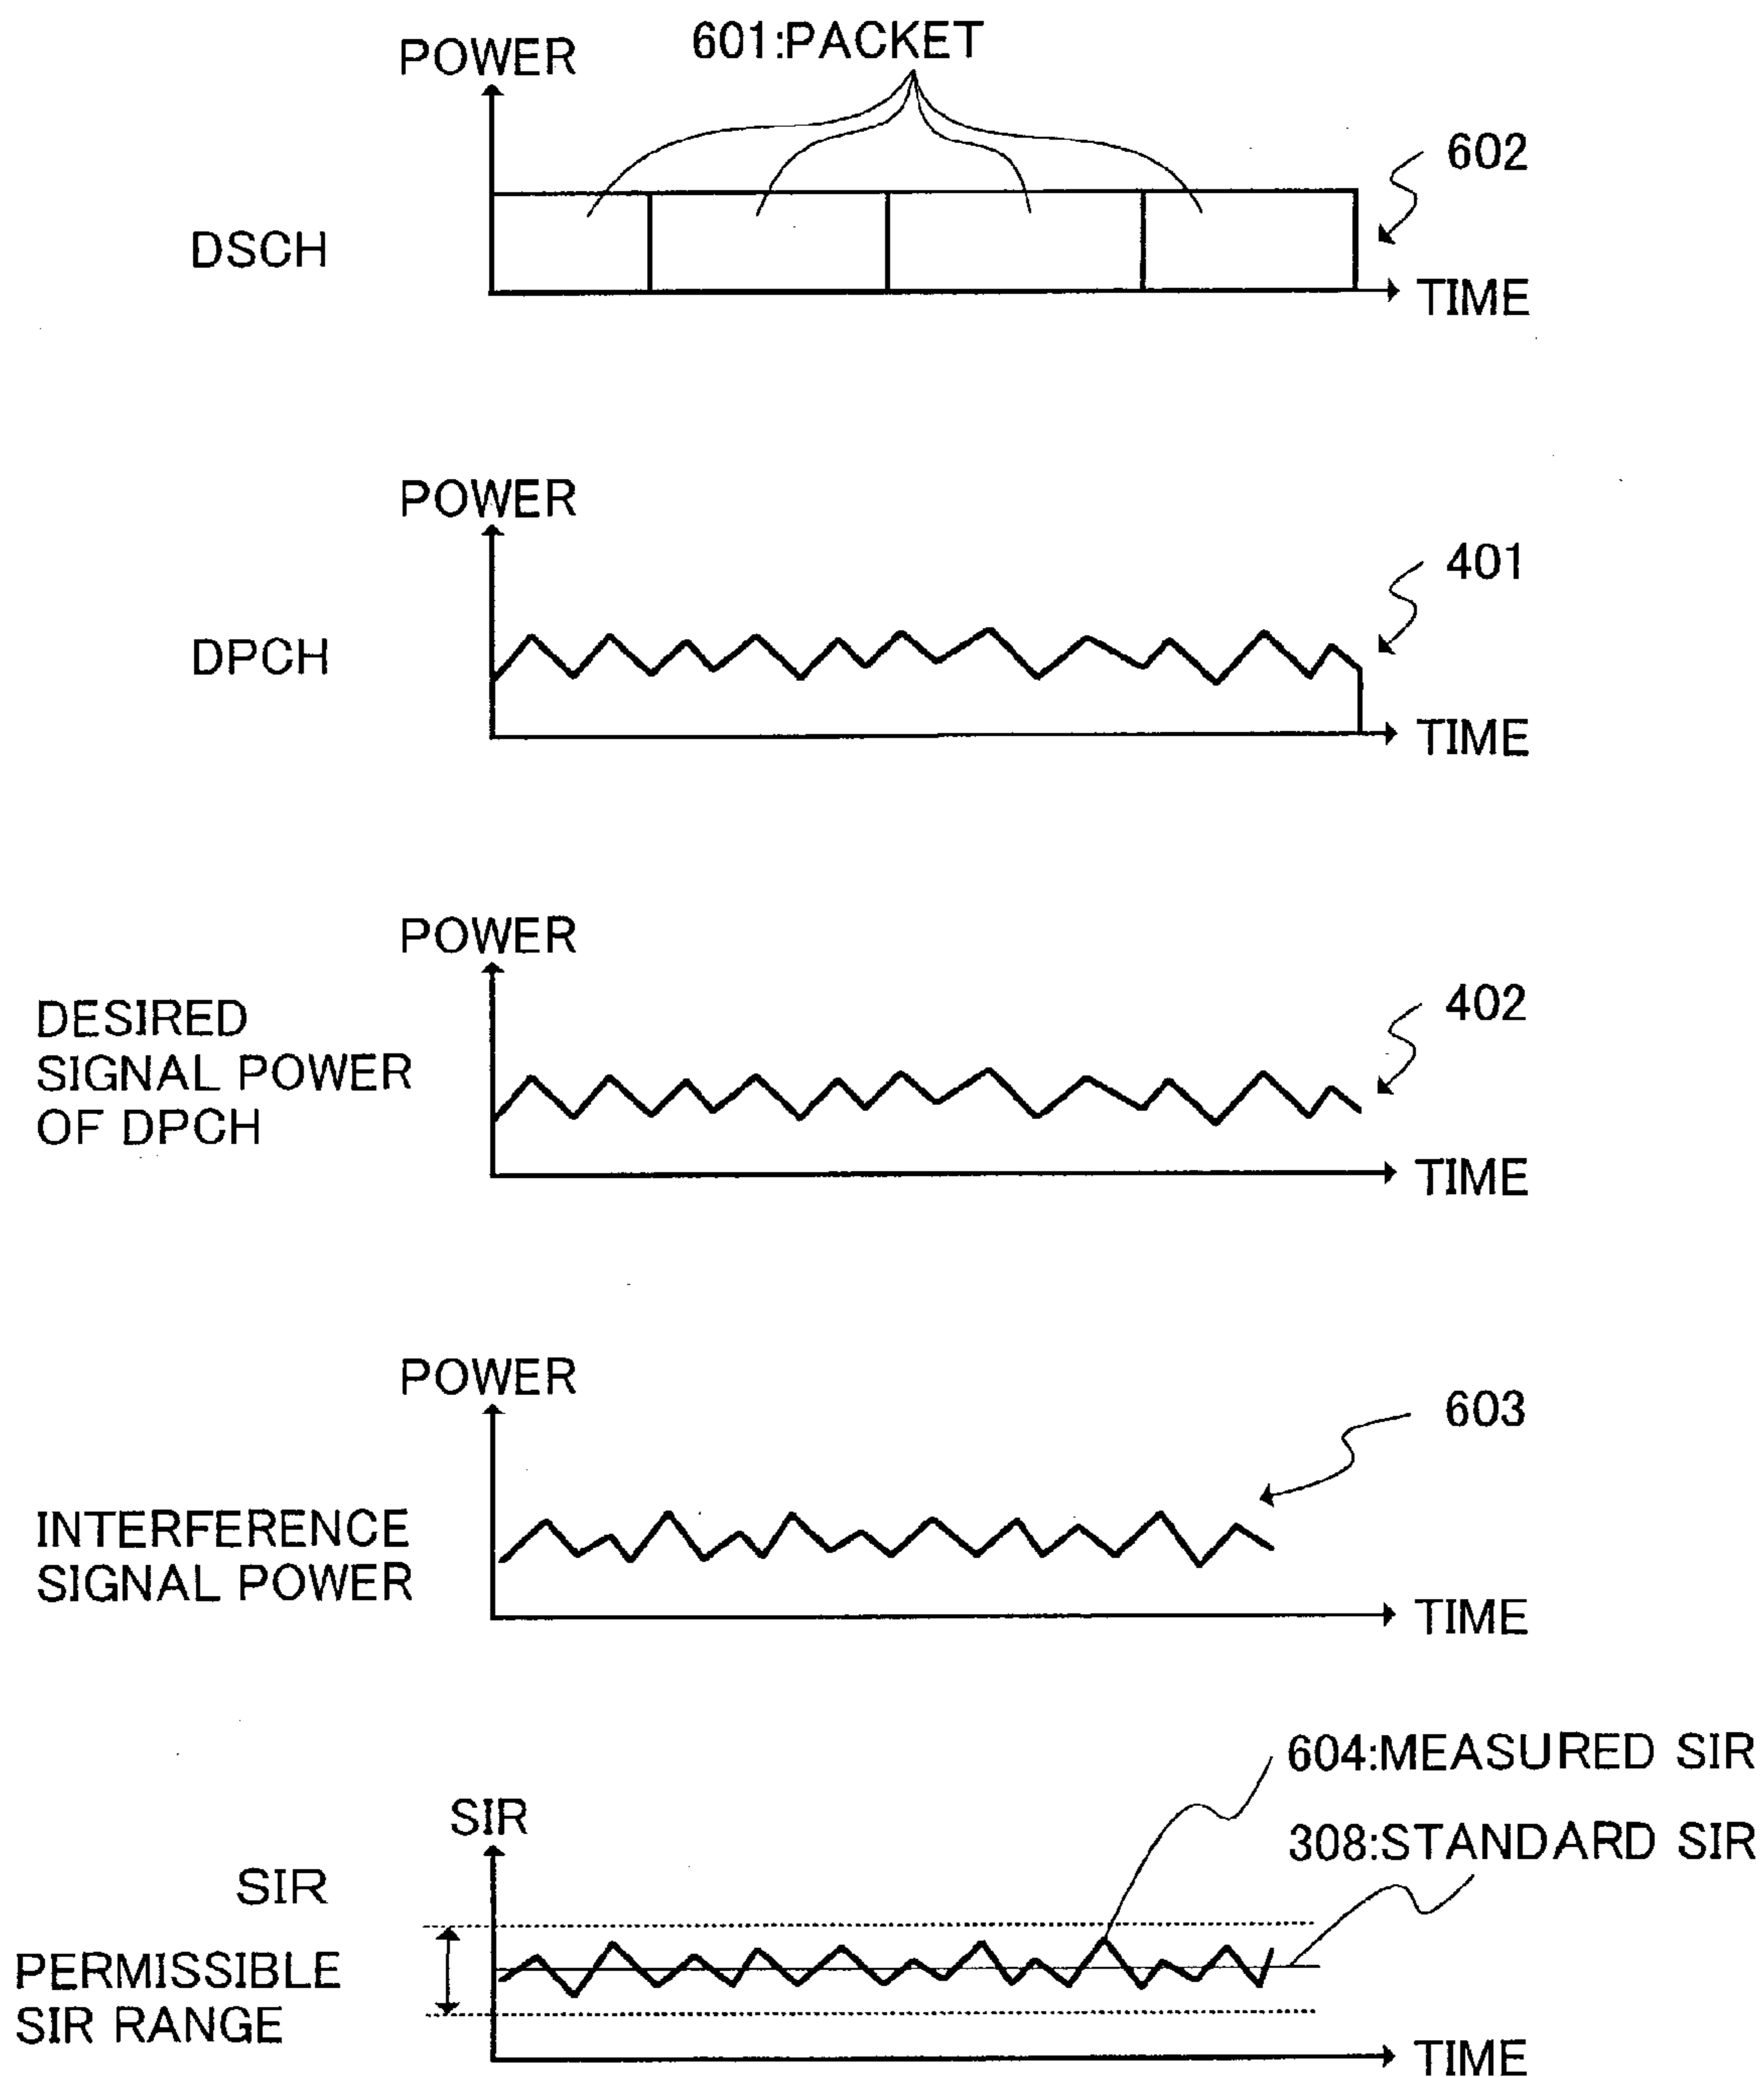 POWER
601:PACKET
602
DSCH
TIME
POWER
401
DPCH
TIME
POWER
402
DESIRED
SIGNAL POWER
OF DPCH
TIME
POWER
603
INTERFERENCE
SIGNAL POWER
TIME
604:MEASURED SIR
SIR
308:STANDARD SIR
SIR
PERMISSIBLE
SIR RANGE
TIME